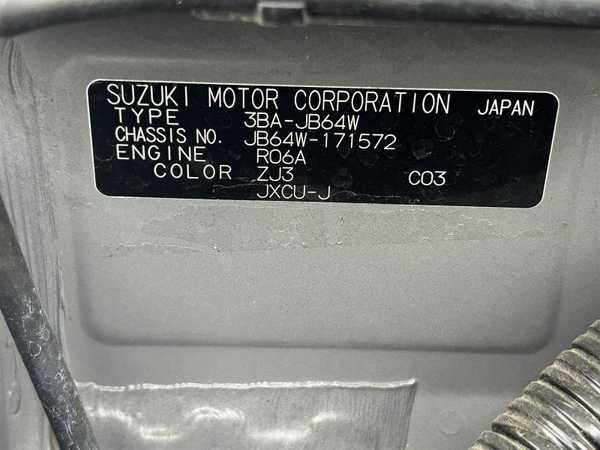 SUZUKI MOTOR CORPORATION JAPAN
TYPE 3BA-JB64W
CHASSIS NO. JB64W-171572
ENGINE R06A
COLOR ZJ3 C03
JXCU-J